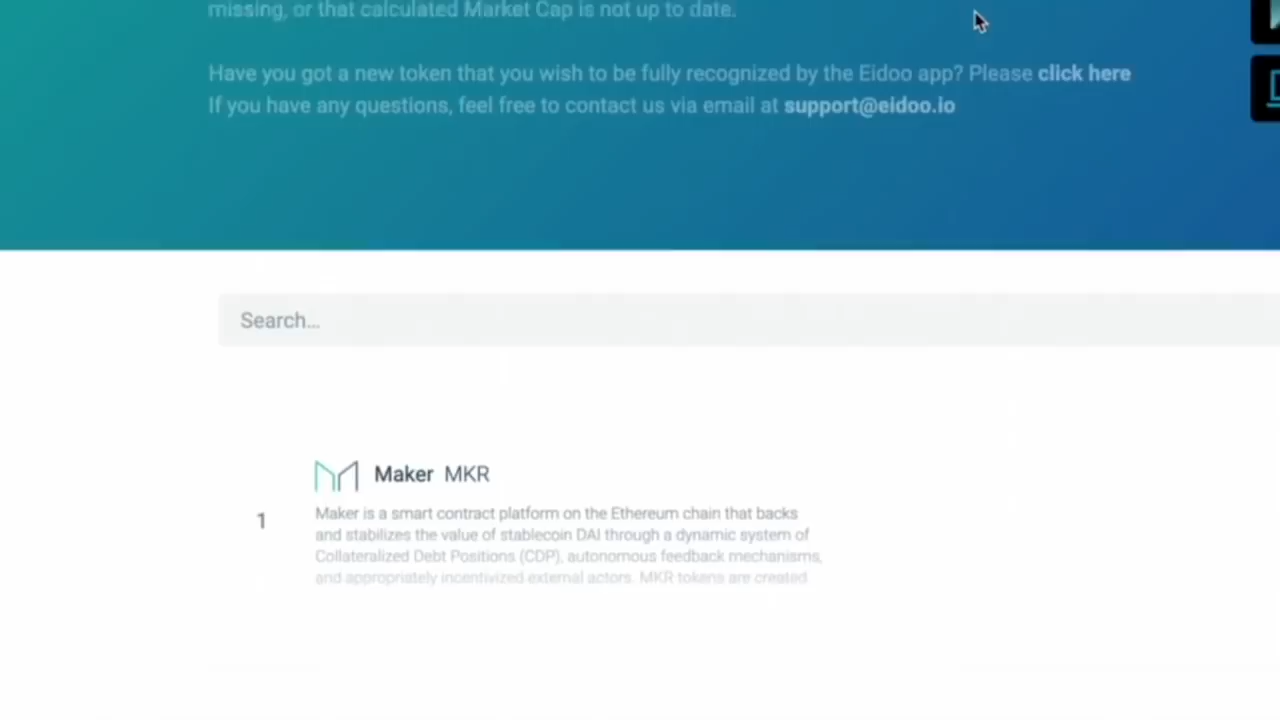 missing, or that calculated Market Cap is not up to date.
Have you got a new token that you wish to be fully recognized by the Eidoo app? Please click here
If you have any questions, feel free to contact us via email at support@eidoo.io
Search...
Maker MKR
1
Maker is a smart contract platform on the Ethereum chain that backs
and stabilizes the value of stablecoin DAI through a dynamic system of
Collateralized Debt Positions (CDP), autonomous feedback mechanisms,
and appropriately incentivized external actors. MKR tokens are created